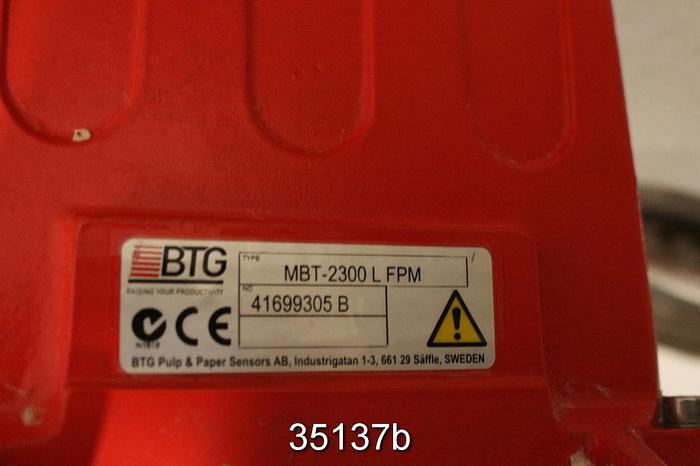 BTG
RAISING YOUR PRODUCTIVITY
TYPE
MBT-2300 L FPM
NO
41699305 B
CE
BTG Pulp & Paper Sensors AB, Industrigatan 1-3, 661 29 Säffle, SWEDEN
35137b